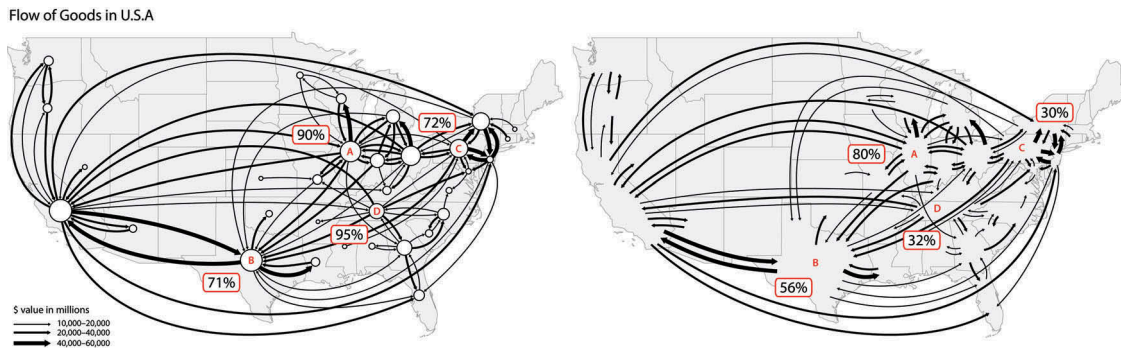 Flow of Goods in U.S.A
90%
72%
A
C
D
95%
B
71%
$ value in millions
10,000–20,000
20,000–40,000
40,000–60,000
30%
80%
A
C
D
32%
B
56%